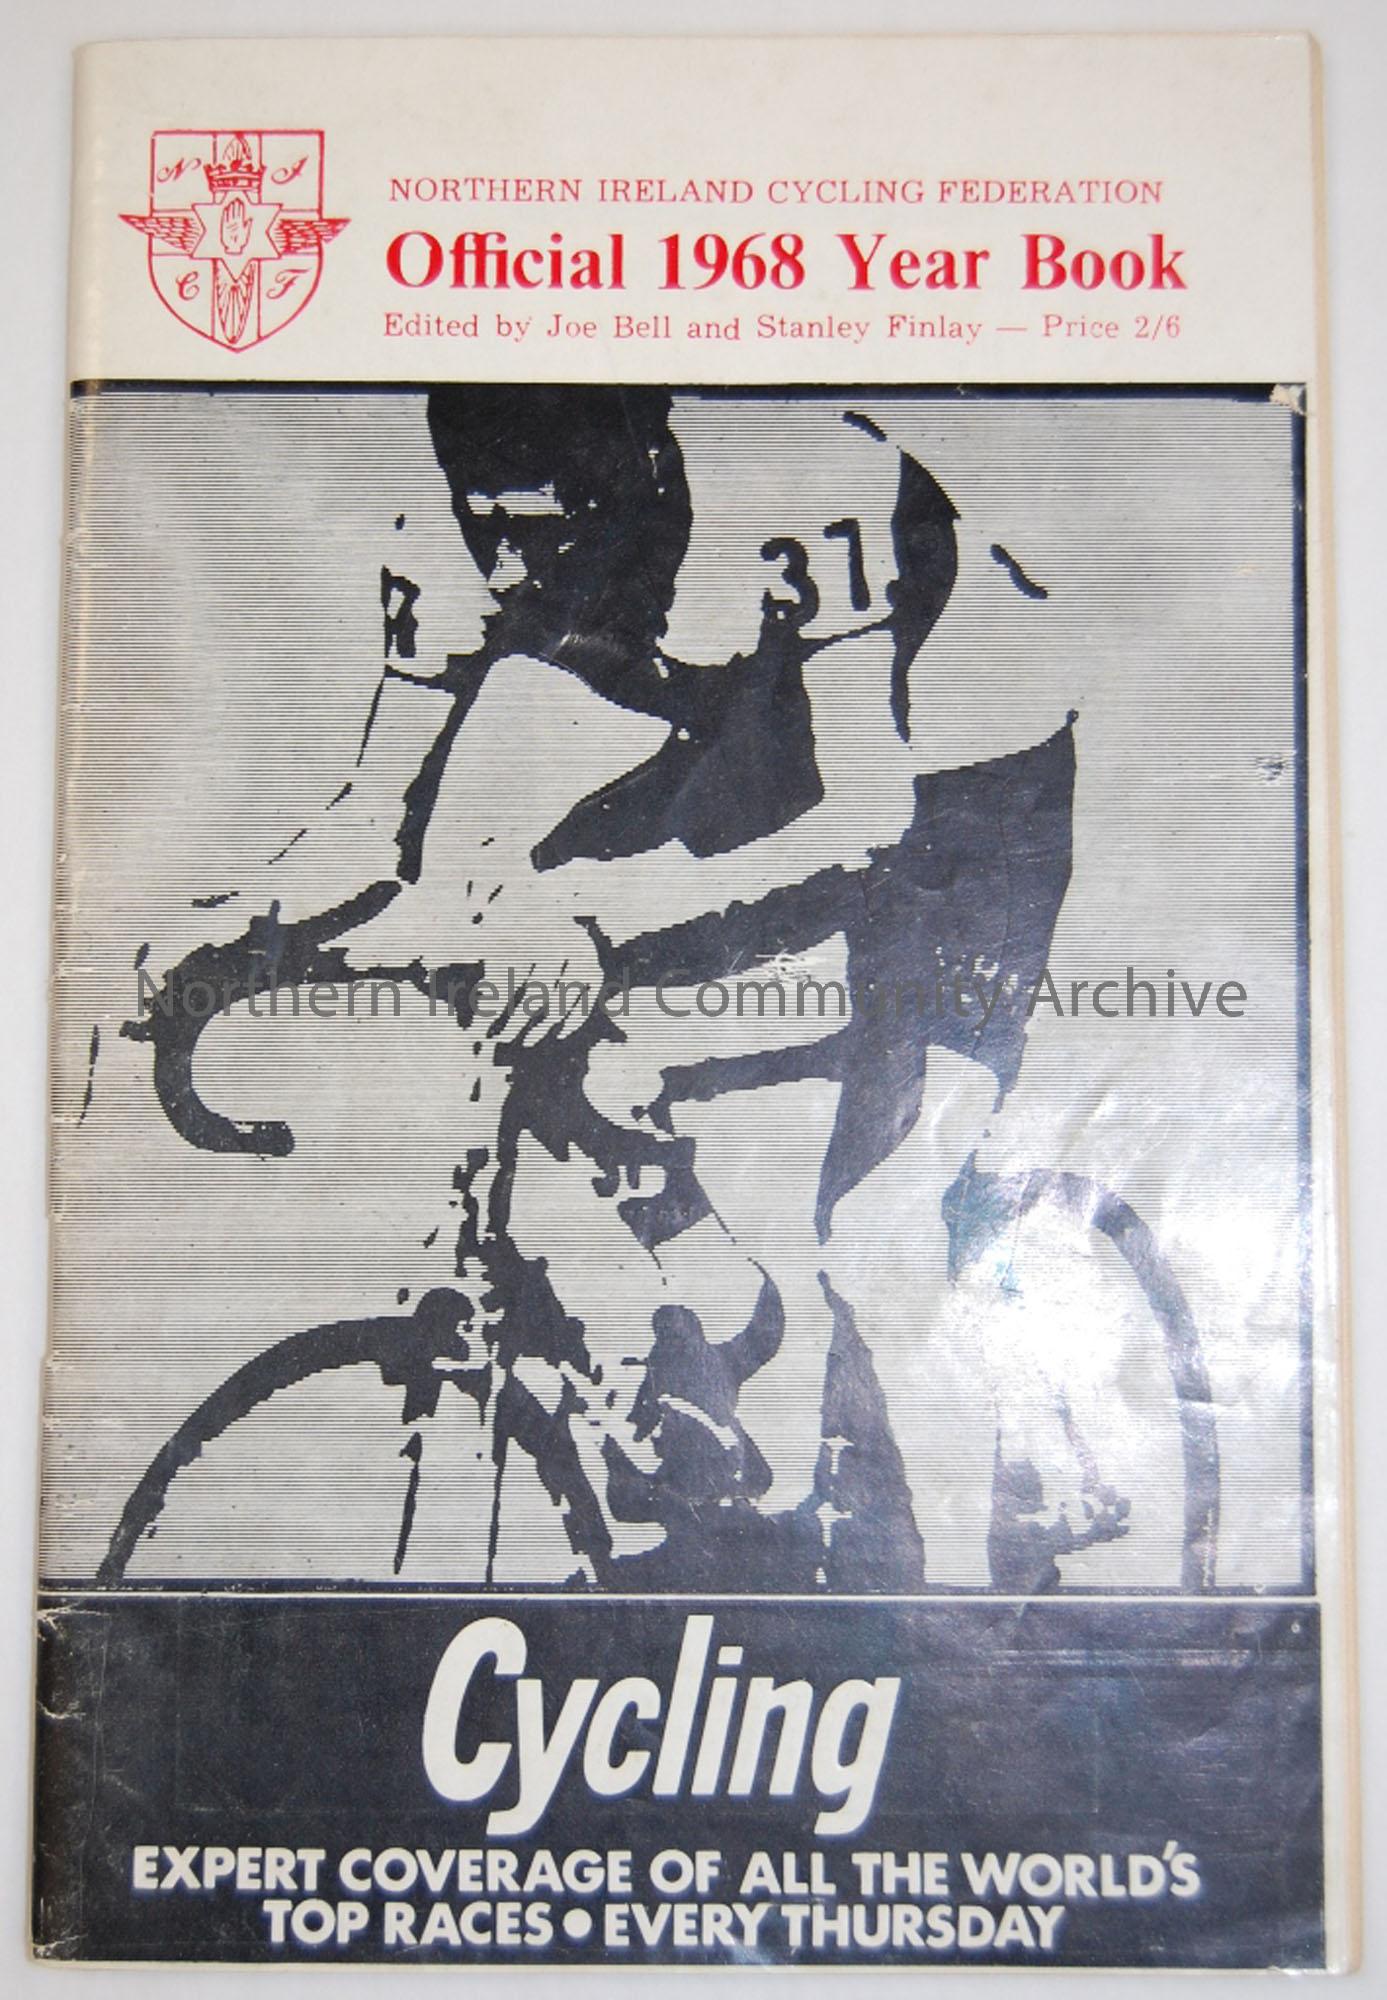 N I
C F
NORTHERN IRELAND CYCLING FEDERATION
Official 1968 Year Book
Edited by Joe Bell and Stanley Finlay — Price 2/6
37
Northern Ireland Community Archive
Cycling
EXPERT COVERAGE OF ALL THE WORLD'S
TOP RACES • EVERY THURSDAY